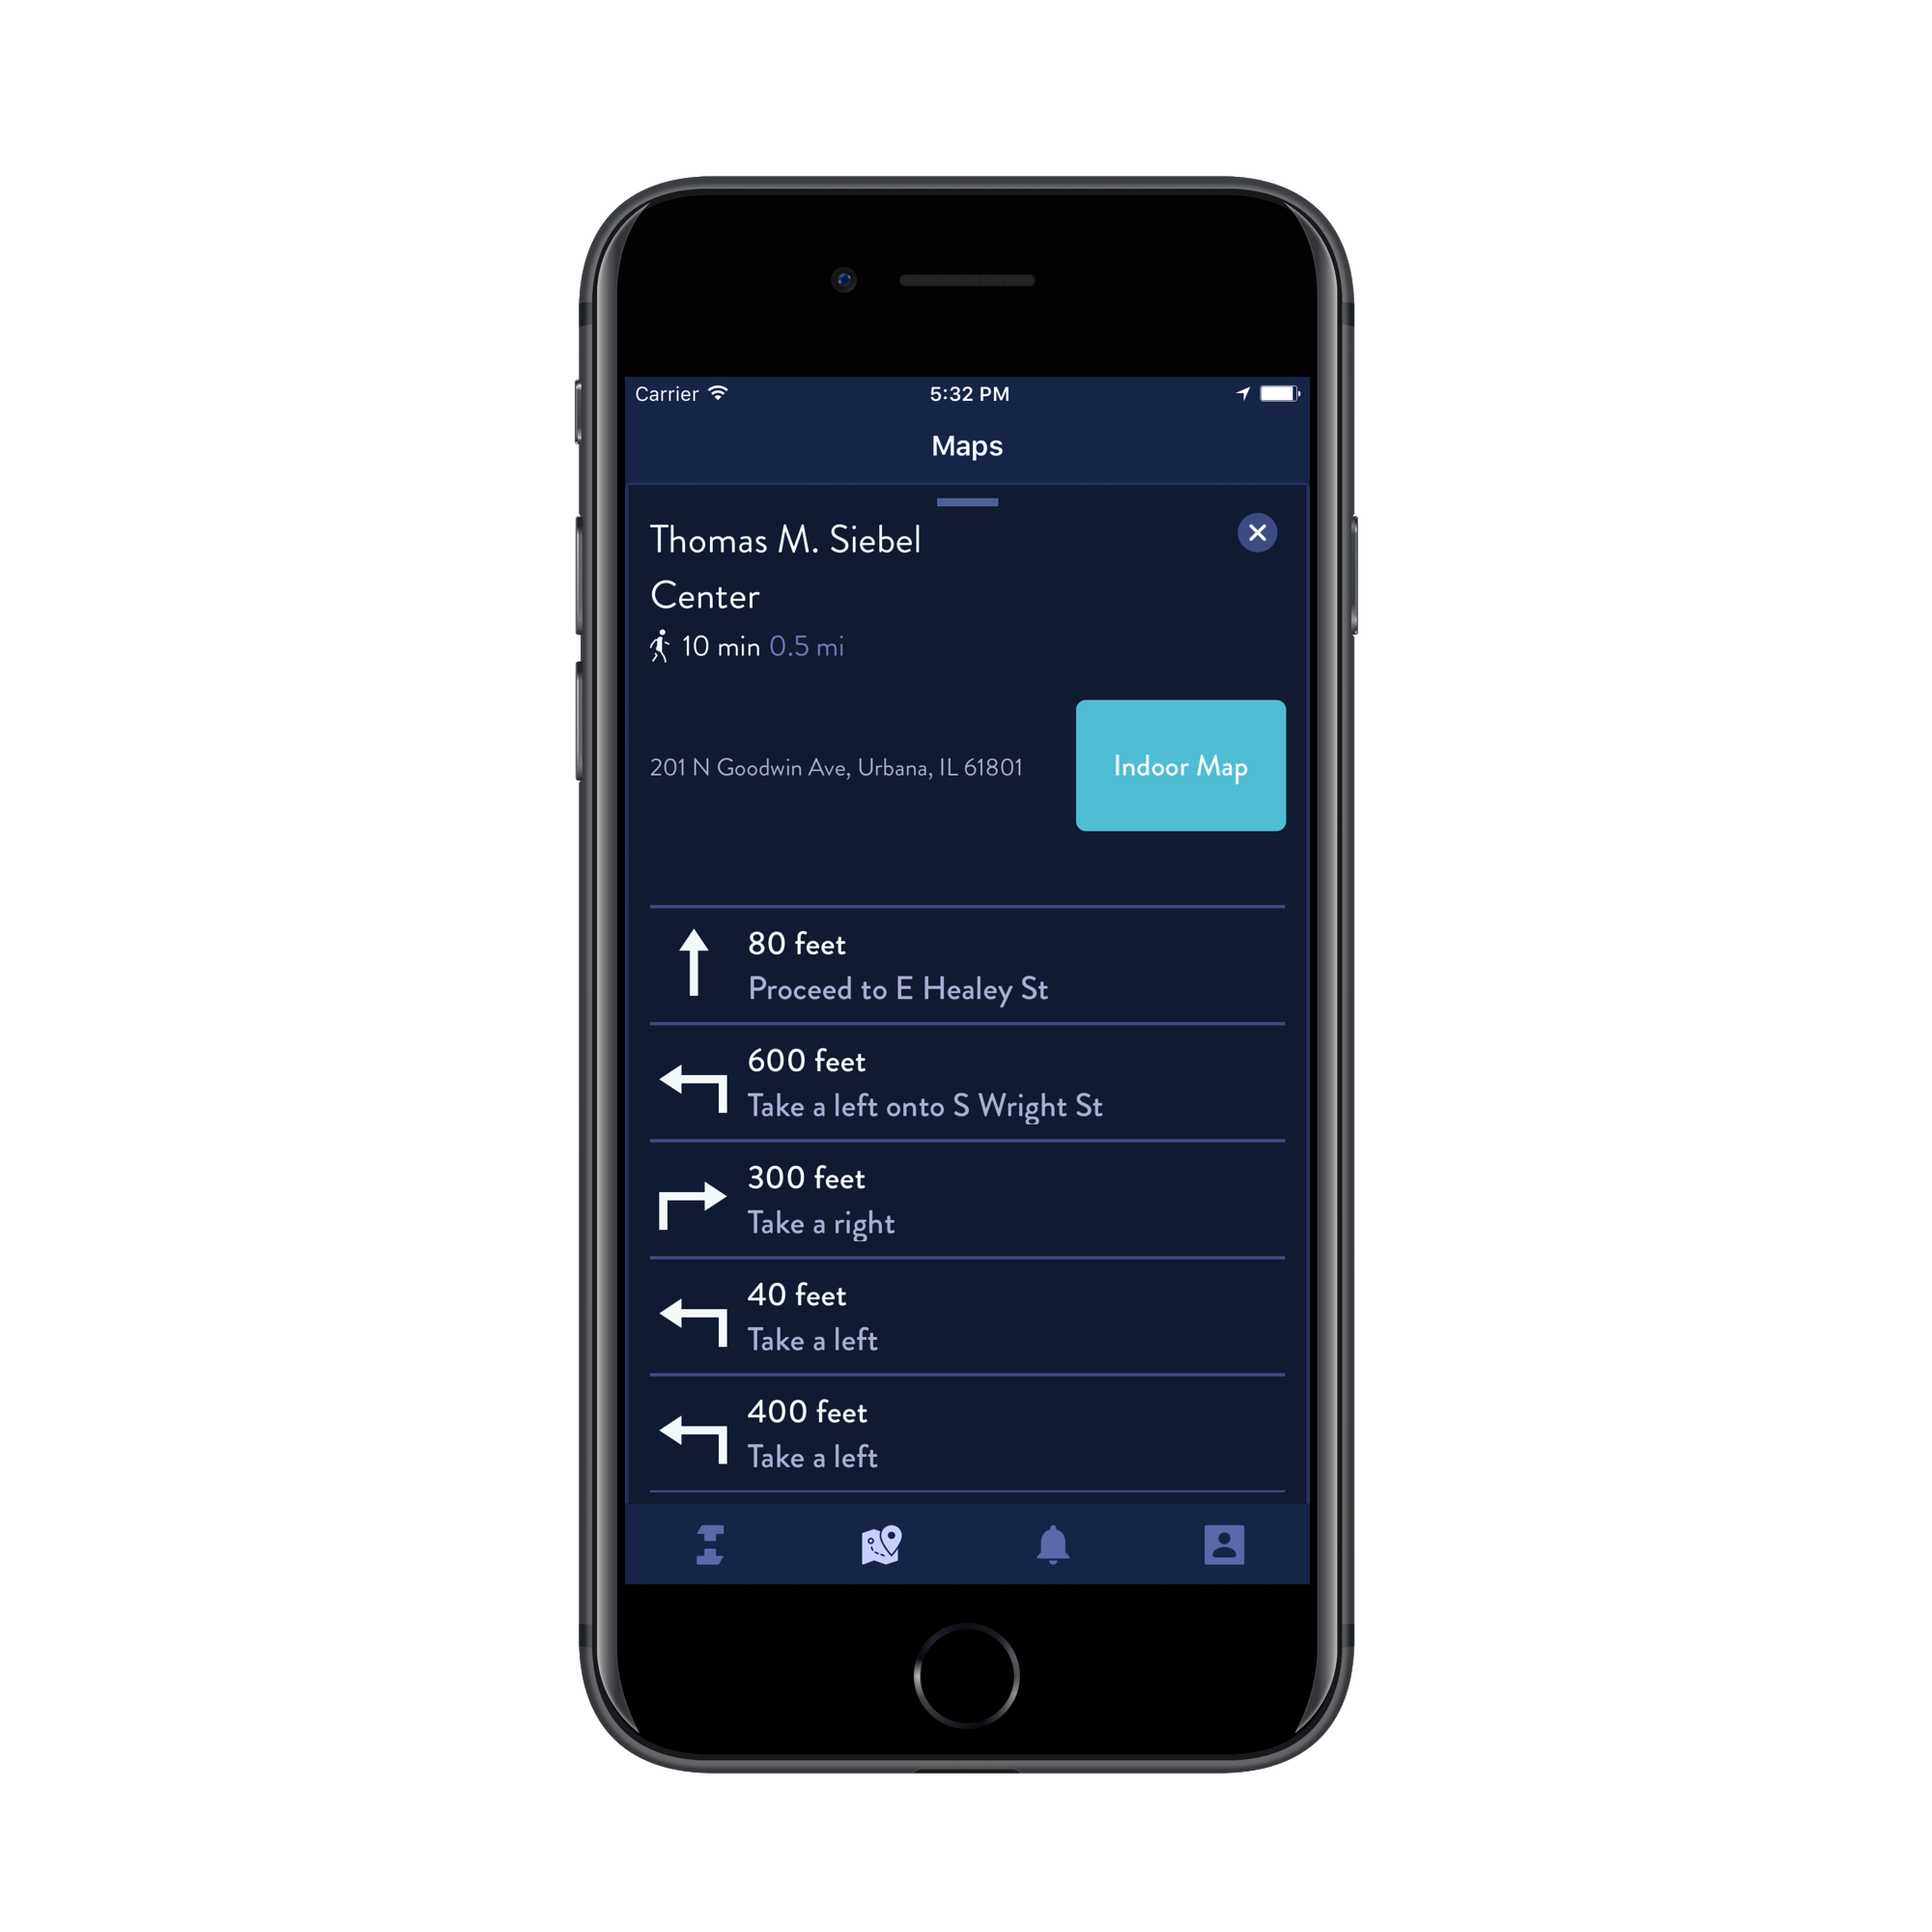 Carrier 5:32 PM
Maps
Thomas M. Siebel
Center
10 min 0.5 mi
201 N Goodwin Ave, Urbana, IL 61801
Indoor Map
80 feet
Proceed to E Healey St
600 feet
Take a left onto S Wright St
300 feet
Take a right
40 feet
Take a left
400 feet
Take a left